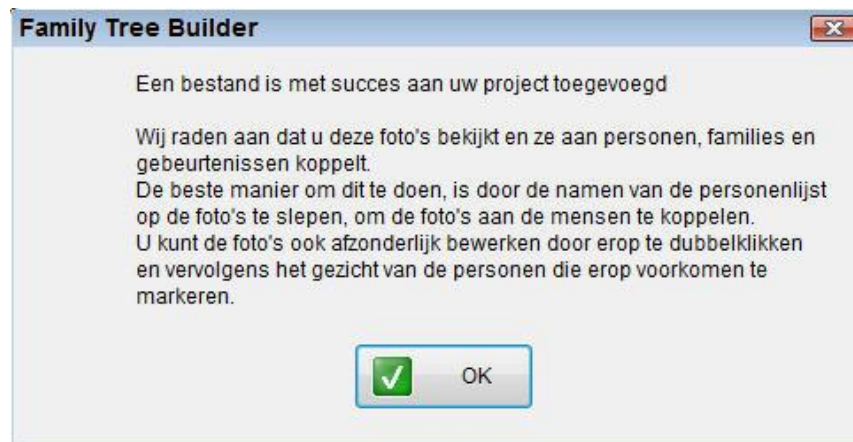 Family Tree Builder
Een bestand is met succes aan uw project toegevoegd
Wij raden aan dat u deze foto's bekijkt en ze aan personen, families en
gebeurtenissen koppelt.
De beste manier om dit te doen, is door de namen van de personenlijst
op de foto's te slepen, om de foto's aan de mensen te koppelen.
U kunt de foto's ook afzonderlijk bewerken door erop te dubbelklikken
en vervolgens het gezicht van de personen die erop voorkomen te
markeren.
OK